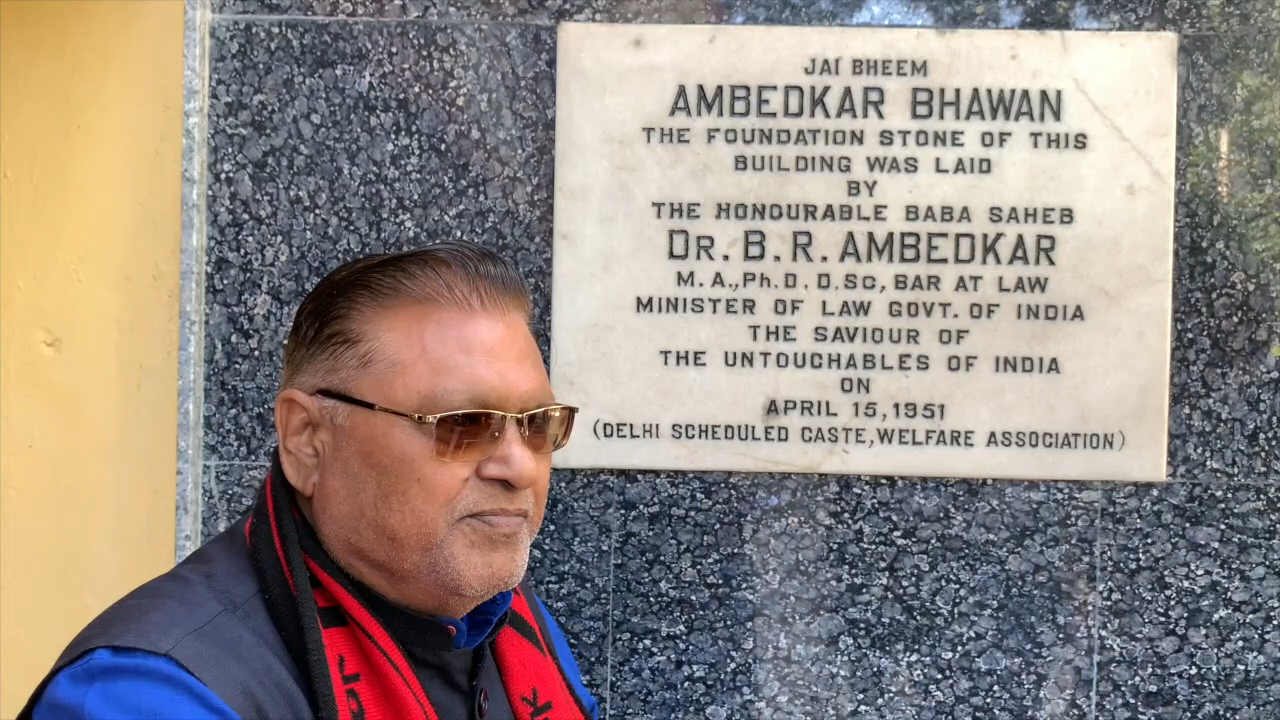 JAI BHEEM
AMBEDKAR BHAWAN
THE FOUNDATION STONE OF THIS
BUILDING WAS LAID
BY
THE HONOURABLE BABA SAHEB
DR. B. R. AMBEDKAR
M. A., Ph. D. D. SC, BAR AT LAW
MINISTER OF LAW GOVT. OF INDIA
THE SAVIOUR OF
THE UNTOUCHABLES OF INDIA
ON
APRIL 15, 1951
(DELHI SCHEDULED CASTE, WELFARE ASSOCIATION)